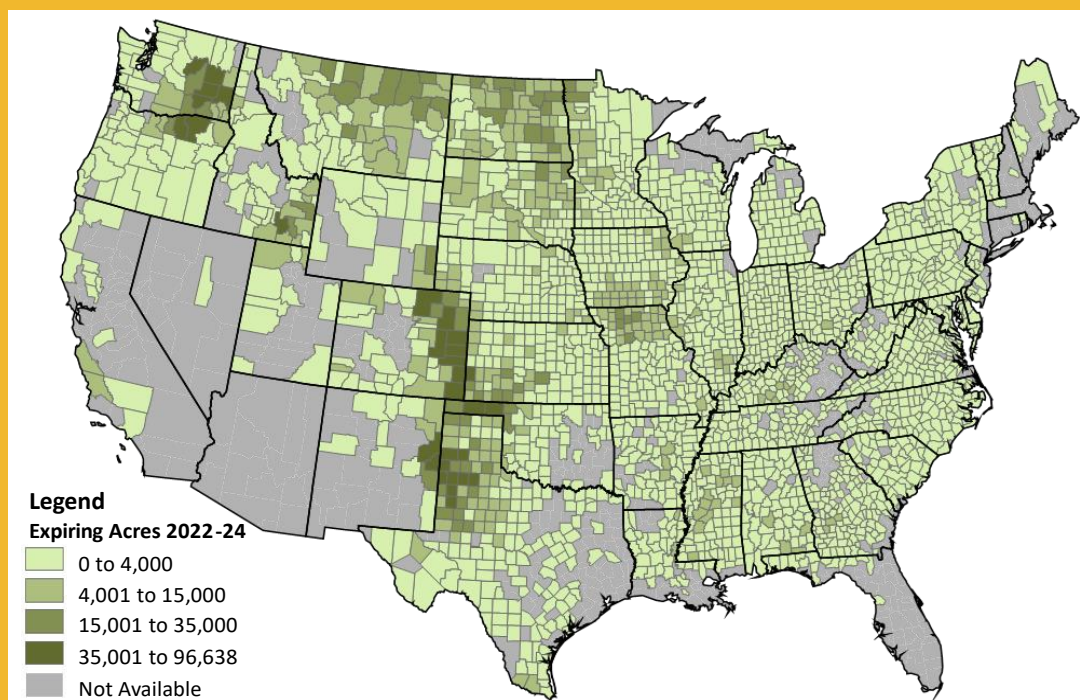 Legend
Expiring Acres 2022-24
0 to 4,000
4,001 to 15,000
15,001 to 35,000
35,001 to 96,638
Not Available